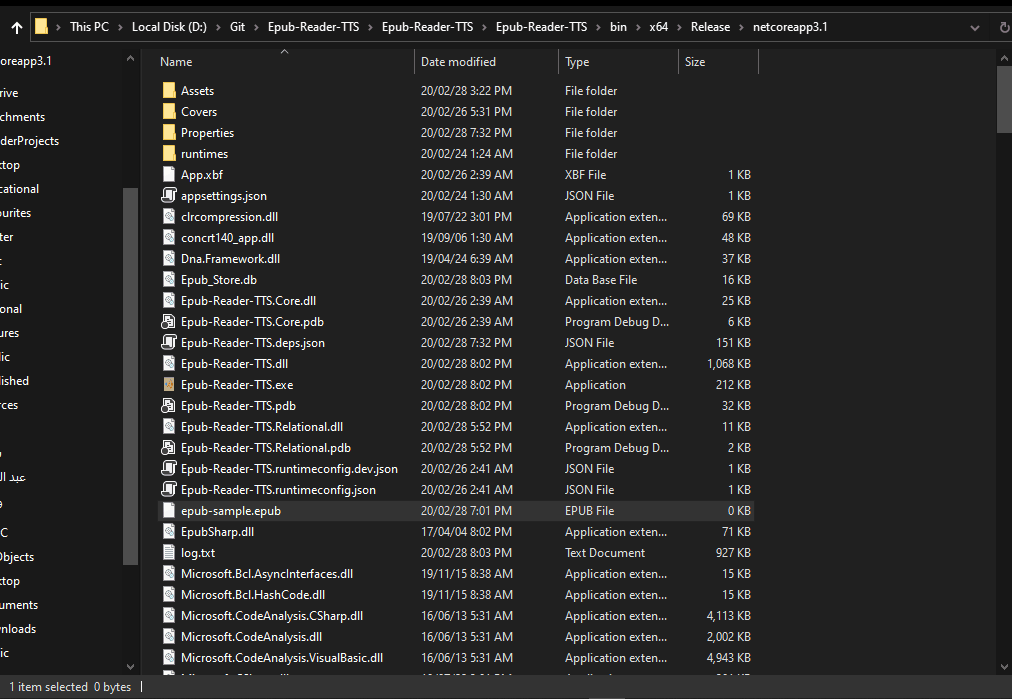 This PC > Local Disk (D:) > Git > Epub-Reader-TTS > Epub-Reader-TTS > Epub-Reader-TTS > bin > x64 > Release > netcoreapp3.1
Name Date modified Type Size
Assets 20/02/28 3:22 PM File folder
Covers 20/02/26 5:31 PM File folder
Properties 20/02/28 7:32 PM File folder
runtimes 20/02/24 1:24 AM File folder
App.xbf 20/02/26 2:39 AM XBF File 1 KB
appsettings.json 20/02/24 1:30 AM JSON File 1 KB
clrcompression.dll 19/07/22 3:01 PM Application exten... 69 KB
concrt140_app.dll 19/09/06 1:30 AM Application exten... 48 KB
Dna.Framework.dll 19/04/24 6:39 AM Application exten... 37 KB
Epub_Store.db 20/02/28 8:03 PM Data Base File 16 KB
Epub-Reader-TTS.Core.dll 20/02/26 2:39 AM Application exten... 25 KB
Epub-Reader-TTS.Core.pdb 20/02/26 2:39 AM Program Debug D... 6 KB
Epub-Reader-TTS.deps.json 20/02/28 7:32 PM JSON File 151 KB
Epub-Reader-TTS.dll 20/02/28 8:02 PM Application exten... 1,068 KB
Epub-Reader-TTS.exe 20/02/28 8:02 PM Application 212 KB
Epub-Reader-TTS.pdb 20/02/28 8:02 PM Program Debug D... 32 KB
Epub-Reader-TTS.Relational.dll 20/02/28 5:52 PM Application exten... 11 KB
Epub-Reader-TTS.Relational.pdb 20/02/28 5:52 PM Program Debug D... 2 KB
Epub-Reader-TTS.runtimeconfig.dev.json 20/02/26 2:41 AM JSON File 1 KB
Epub-Reader-TTS.runtimeconfig.json 20/02/26 2:41 AM JSON File 1 KB
epub-sample.epub 20/02/28 7:01 PM EPUB File 0 KB
EpubSharp.dll 17/04/04 8:02 PM Application exten... 71 KB
log.txt 20/02/28 8:03 PM Text Document 927 KB
Microsoft.Bcl.AsyncInterfaces.dll 19/11/15 8:38 AM Application exten... 15 KB
Microsoft.Bcl.HashCode.dll 19/11/15 8:38 AM Application exten... 15 KB
Microsoft.CodeAnalysis.CSharp.dll 16/06/13 5:31 AM Application exten... 4,113 KB
Microsoft.CodeAnalysis.dll 16/06/13 5:31 AM Application exten... 2,002 KB
Microsoft.CodeAnalysis.VisualBasic.dll 16/06/13 5:31 AM Application exten... 4,943 KB
oreapp3.1
rive
chments
derProjects
top
cational
ourites
ter
ic
onal
ures
lic
lished
rces
عبد ال
C
Objects
ktop
uments
nloads
ic
1 item selected 0 bytes